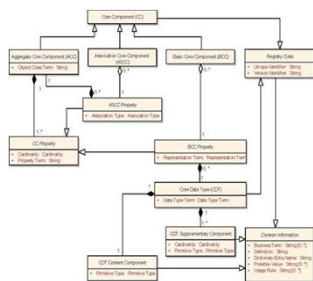 Core Component (CC)
Aggregate Core Component (ACC)
+ Object Class Term: String
Association Core Component
(ASCC)
Basic Core Component (BCC)
Registry Class
+ Unique Identifier: String
+ Version Identifier: String
ASCC Property
+ Association Type: Association Type
CC Property
+ Cardinality: Cardinality
+ Property Term: String
BCC Property
+ Representation Term: Representation Term
Core Data Type (CDT)
+ Data Type Term: Data Type Term
CDT Supplementary Component
+ Cardinality: Cardinality
+ Primitive Type: Primitive Type
CDT Content Component
+ Primitive Type: Primitive Type
Common Information
+ Business Term: String [0..*]
+ Definition: String
+ Dictionary Entry Name: String
+ Possible Value: String [0..*]
+ Usage Rule: String [0..*]